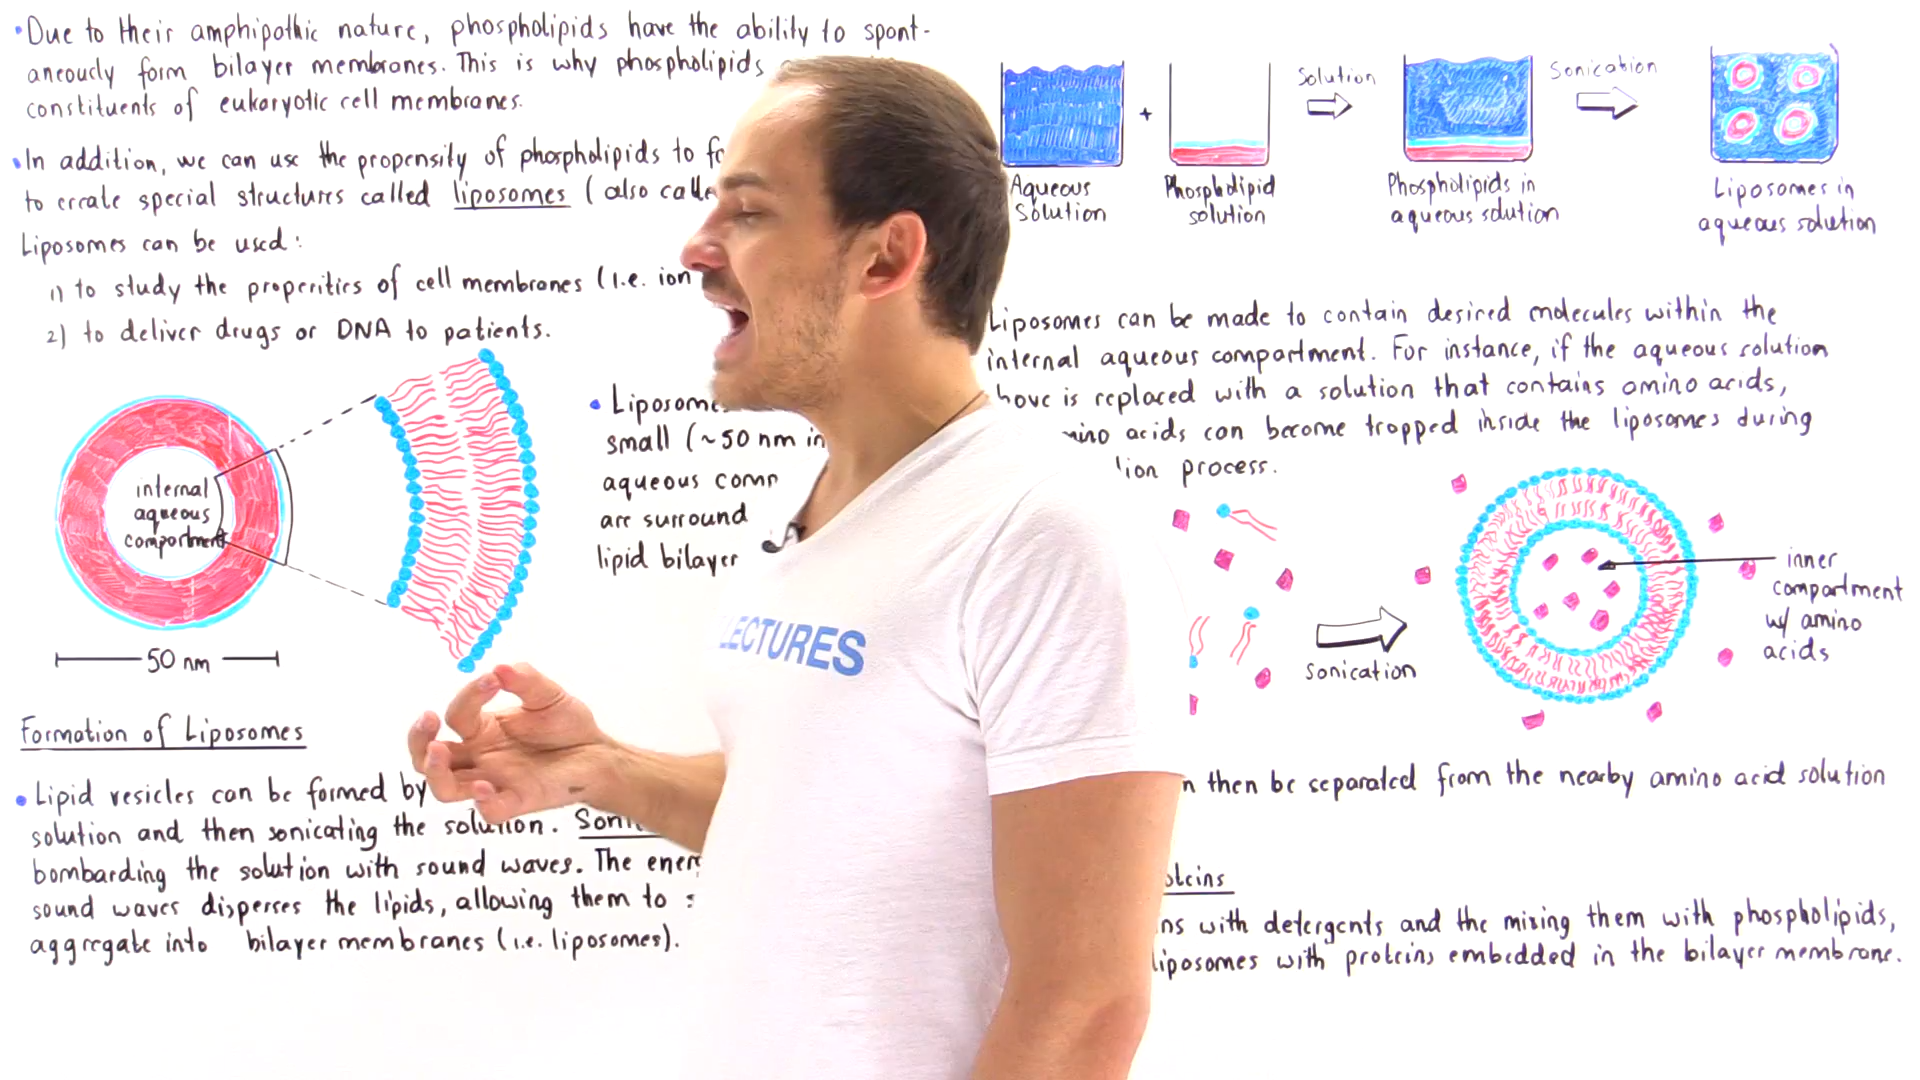 •Due to their amphipathic nature, phospholipids have the ability to spont-
aneously form bilayer membranes. This is why phospholipids
constituents of eukaryotic cell membranes.
•In addition, we can use the propensity of phospholipids to
to create special structures called liposomes (also
Liposomes can be used:
1) to study the properities of cell membranes (i.e. ion
2) to deliver drugs or DNA to patients.
internal
aqueous
compartment
50 nm
• Liposomes
small (~50 nm in
aqueous
are surround
lipid bilayer
Formation of Liposomes
• Lipid vesicles can be formed by
solution and then sonicating the solution.
bombarding the solution with sound waves. The
sound waves disperses the lipids, allowing them to
aggregate into bilayer membranes (i.e. liposomes).
LECTURES
Aqueous
Solution
+
Phospholipid
solution
Solution
Phospholipids in
aqueous solution
Sonication
Liposomes in
aqueous solution
Liposomes can be made to contain desired molecules within the
internal aqueous compartment. For instance, if the aqueous solution
is replaced with a solution that contains amino acids,
acids can become trapped inside the liposomes during
process.
sonication
inner
compartment
w/ amino
acids
then be separated from the nearby amino acid solution
with detergents and the mixing them with phospholipids,
liposomes with proteins embedded in the bilayer membrane.